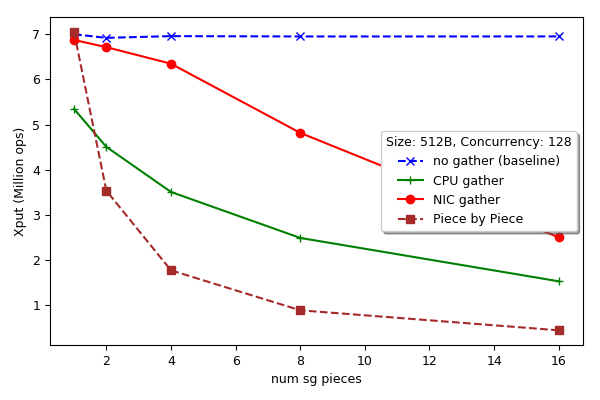 7
6
5
4
3
2
1
Xput (Million ops)
Size: 512B, Concurrency: 128
no gather (baseline)
CPU gather
NIC gather
Piece by Piece
2 4 6 8 10 12 14 16
num sg pieces